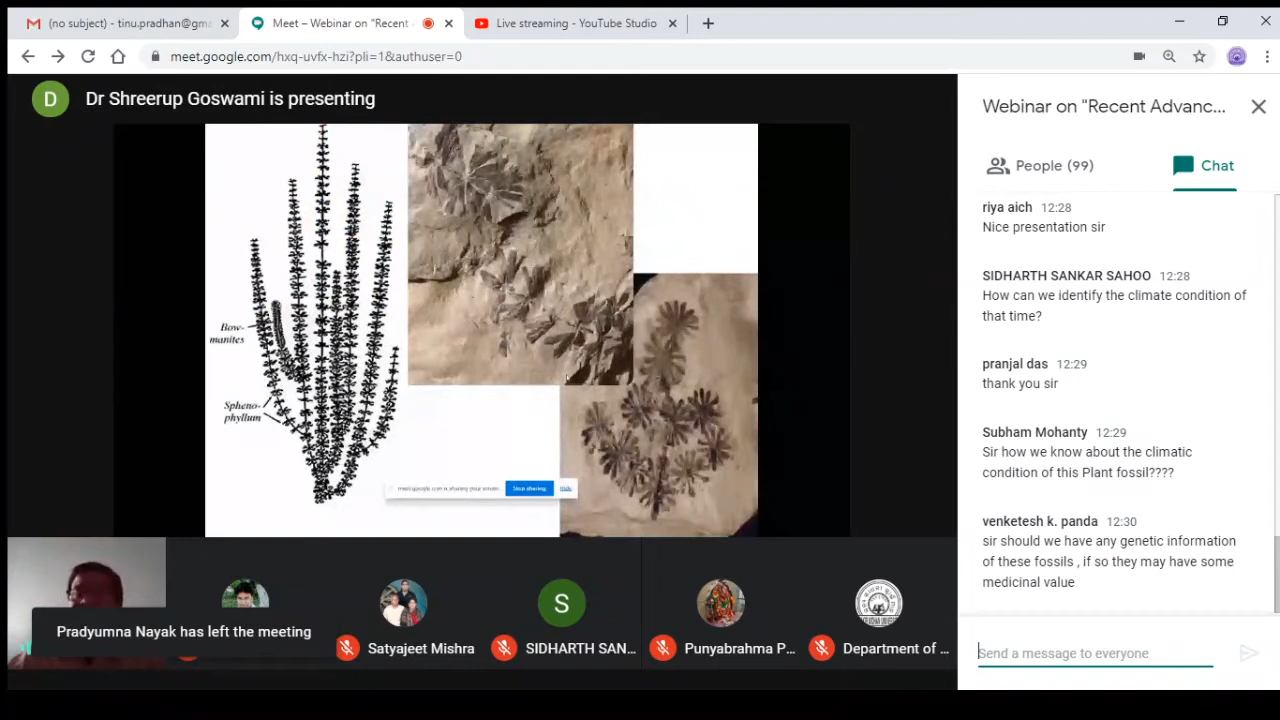 (no subject) - tinu.pradhan@gma
Meet – Webinar on "Recent
Live streaming - YouTube Studio
meet.google.com/hxq-uvfx-hzi?pli=1&authuser=0
D
Dr Shreerup Goswami is presenting
Webinar on "Recent Advanc...
People (99)
Chat
riya aich 12:28
Nice presentation sir
SIDHARTH SANKAR SAHOO 12:28
How can we identify the climate condition of
that time?
pranjal das 12:29
thank you sir
Subham Mohanty 12:29
Sir how we know about the climatic
condition of this Plant fossil????
venketesh k. panda 12:30
sir should we have any genetic information
of these fossils , if so they may have some
medicinal value
Send a message to everyone
Bow-
manites
Spheno-
phyllum
meet.google.com is sharing your screen.
Stop sharing
Hide
Pradyumna Nayak has left the meeting
Satyajeet Mishra
S
SIDHARTH SAN...
Punyabrahma P...
Department of ...